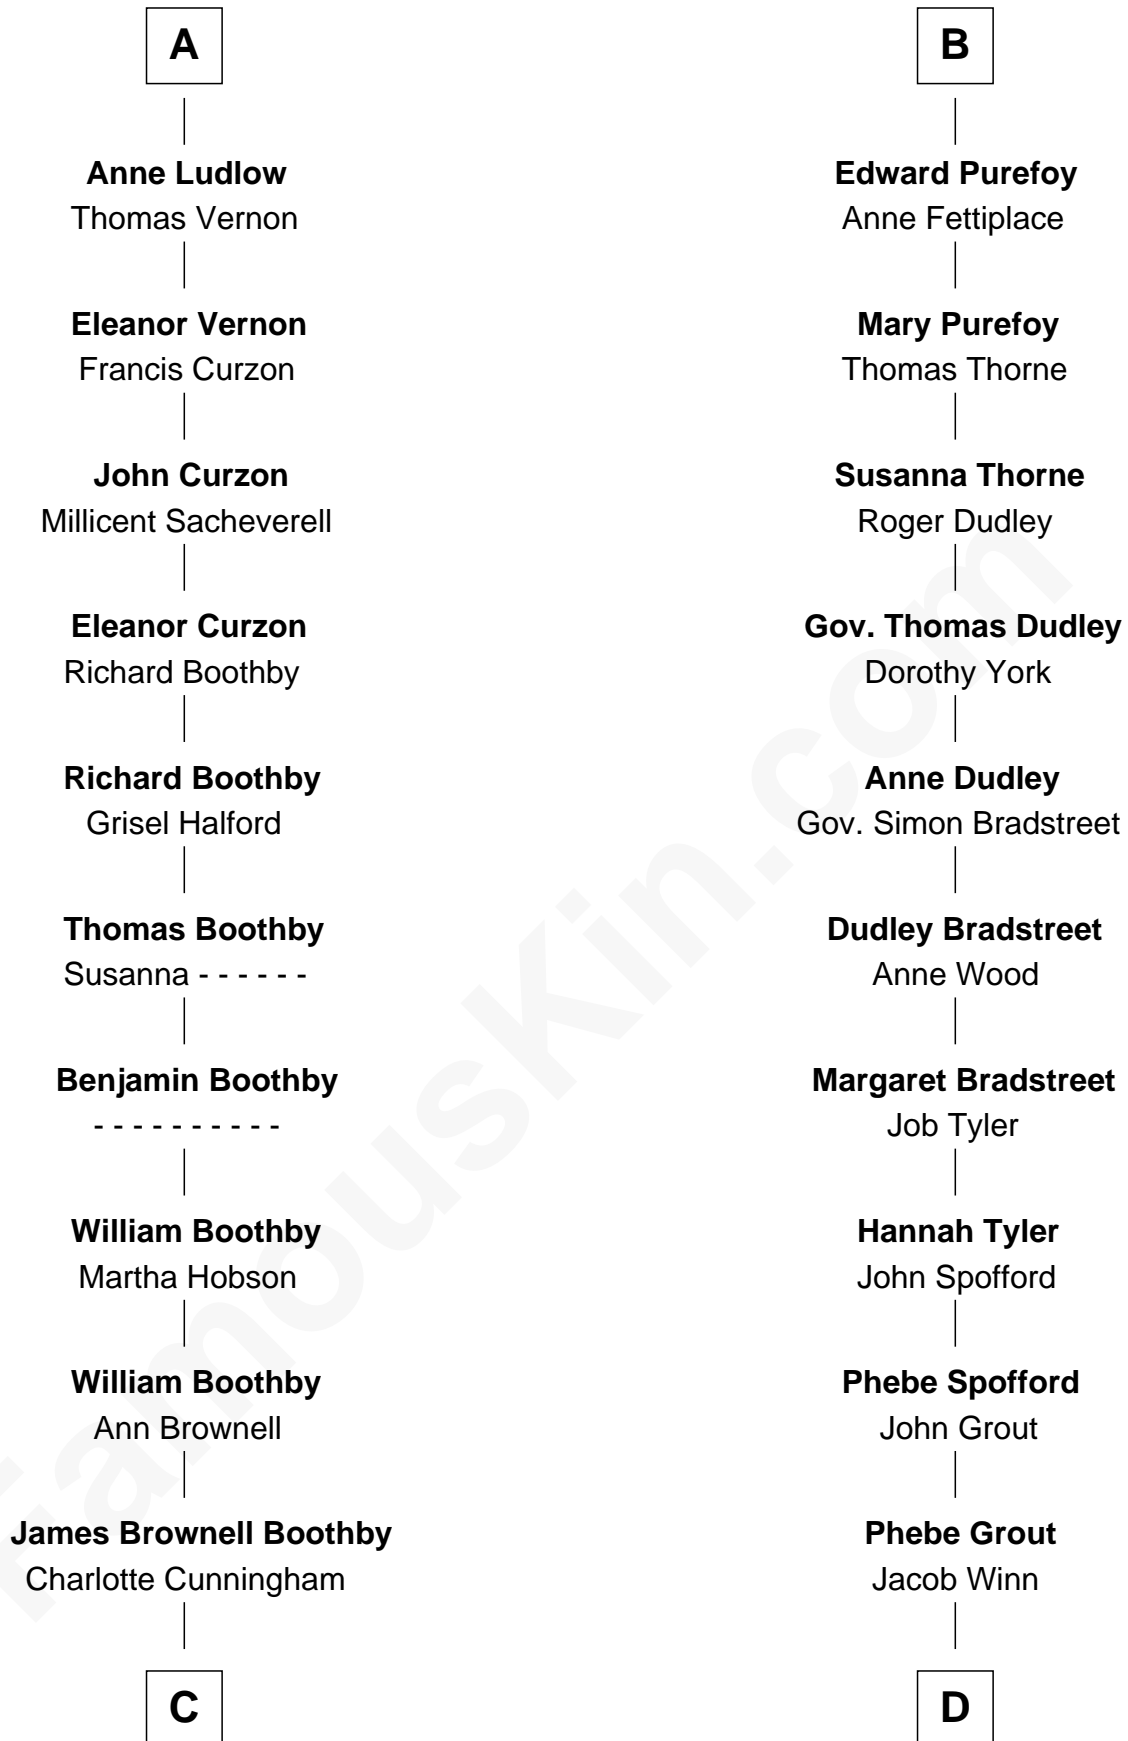 A
Anne Ludlow
Thomas Vernon
Eleanor Vernon
Francis Curzon
John Curzon
Millicent Sacheverell
Eleanor Curzon
Richard Boothby
Richard Boothby
Grisel Halford
Thomas Boothby
Susanna - - - - - -
Benjamin Boothby
- - - - - - - - - -
William Boothby
Martha Hobson
William Boothby
Ann Brownell
James Brownell Boothby
Charlotte Cunningham
C
B
Edward Purefoy
Anne Fettiplace
Mary Purefoy
Thomas Thorne
Susanna Thorne
Roger Dudley
Gov. Thomas Dudley
Dorothy York
Anne Dudley
Gov. Simon Bradstreet
Dudley Bradstreet
Anne Wood
Margaret Bradstreet
Job Tyler
Hannah Tyler
John Spofford
Phebe Spofford
John Grout
Phebe Grout
Jacob Winn
D
FamousKin.com